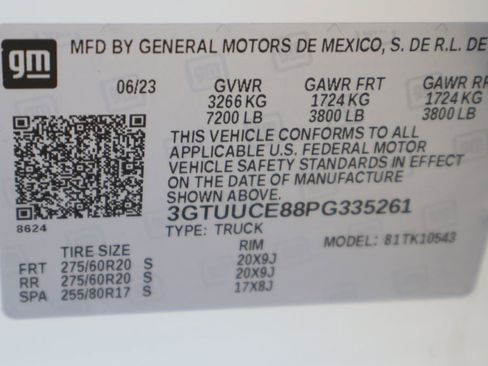 gm
MFD BY GENERAL MOTORS DE MEXICO, S. DE R.L. DE
06/23 GVWR GAWR FRT GAWR RR
3266 KG 1724 KG 1724 KG
7200 LB 3800 LB 3800 LB
THIS VEHICLE CONFORMS TO ALL
APPLICABLE U.S. FEDERAL MOTOR
VEHICLE SAFETY STANDARDS IN EFFECT
ON THE DATE OF MANUFACTURE
SHOWN ABOVE.
3GTUUCE88PG335261
8624
TYPE: TRUCK MODEL: 81TK10543
TIRE SIZE RIM
FRT 275/60R20 S 20X9J
RR 275/60R20 S 20X9J
SPA 255/80R17 S 17X8J